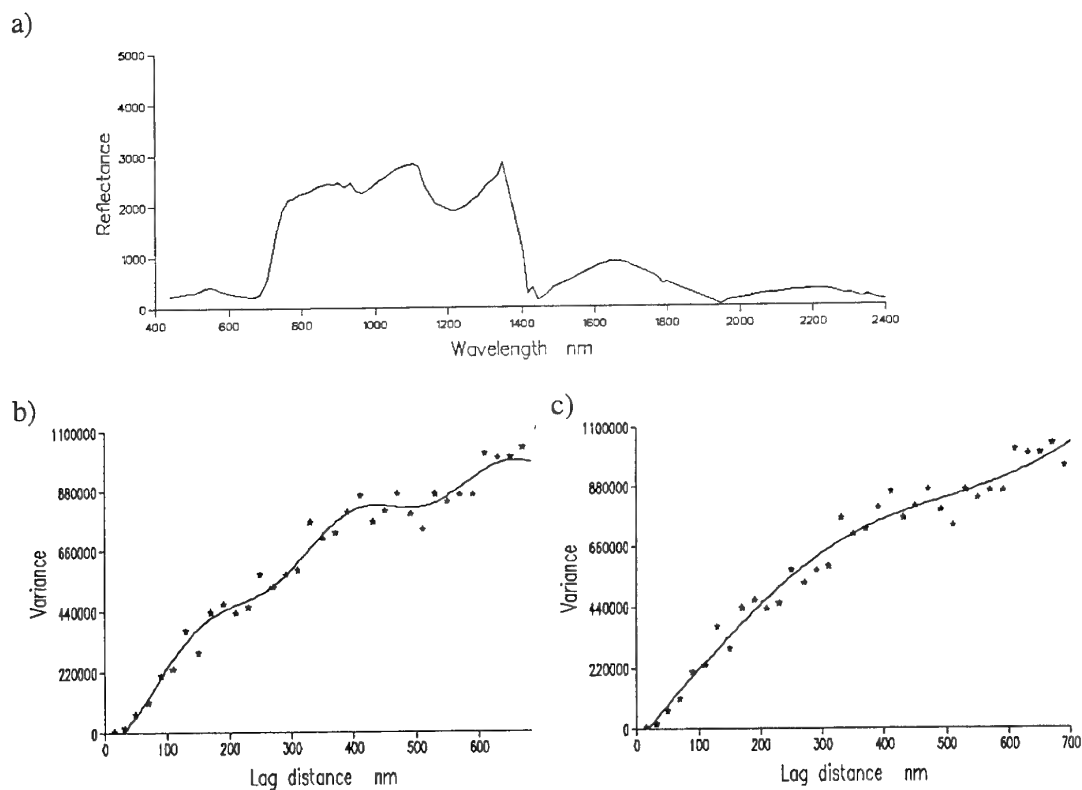 a)
5000
4000
3000
2000
1000
0
Reflectance
400 600 800 1000 1200 1400 1600 1800 2000 2200 2400
Wavelength nm
b)
1100000
880000
660000
440000
220000
0
Variance
0 100 200 300 400 500 600
Lag distance nm
c)
1100000
880000
660000
440000
220000
0
Variance
0 100 200 300 400 500 600 700
Lag distance nm